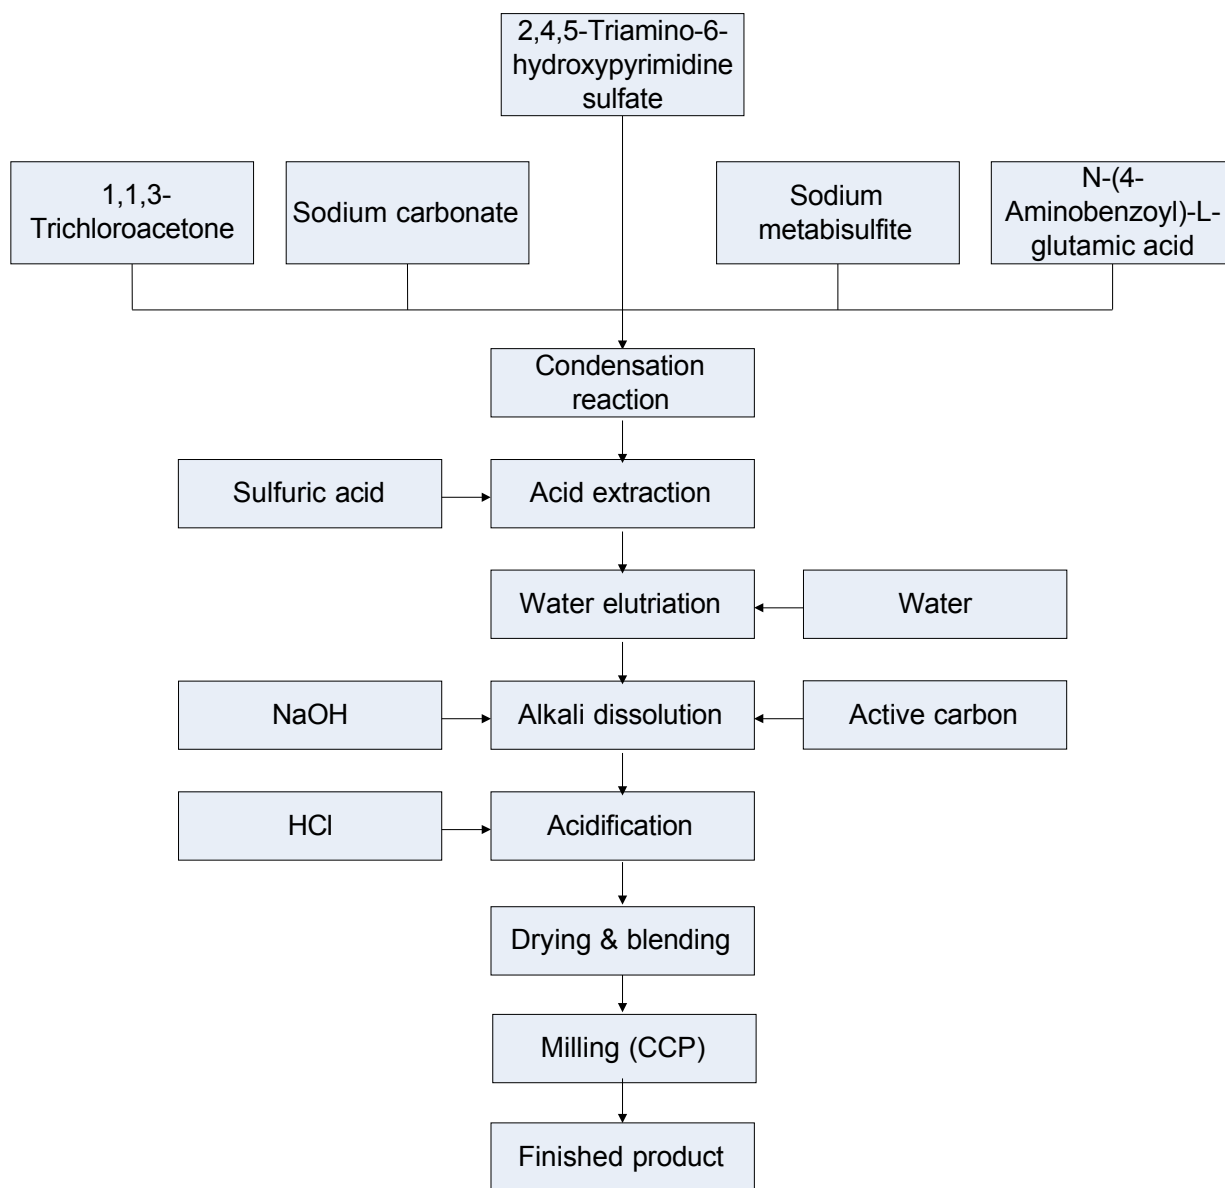 2,4,5-Triamino-6-
hydroxypyrimidine
sulfate
1,1,3-
Trichloroacetone
Sodium carbonate
Sodium
metabisulfite
N-(4-
Aminobenzoyl)-L-
glutamic acid
Condensation
reaction
Sulfuric acid
Acid extraction
Water elutriation
Water
NaOH
Alkali dissolution
Active carbon
HCl
Acidification
Drying & blending
Milling (CCP)
Finished product